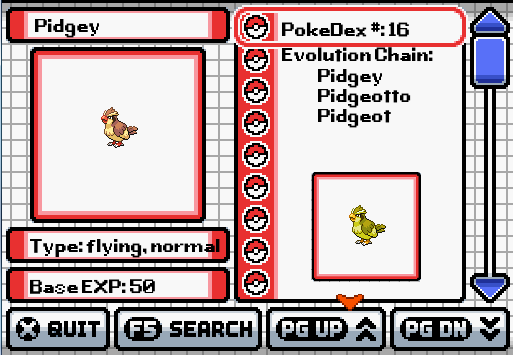 Pidgey
PokeDex #:16
Evolution Chain:
Pidgey
Pidgeotto
Pidgeot
Type: flying, normal
Base EXP: 50
X QUIT
F5 SEARCH
PG UP
PG DN